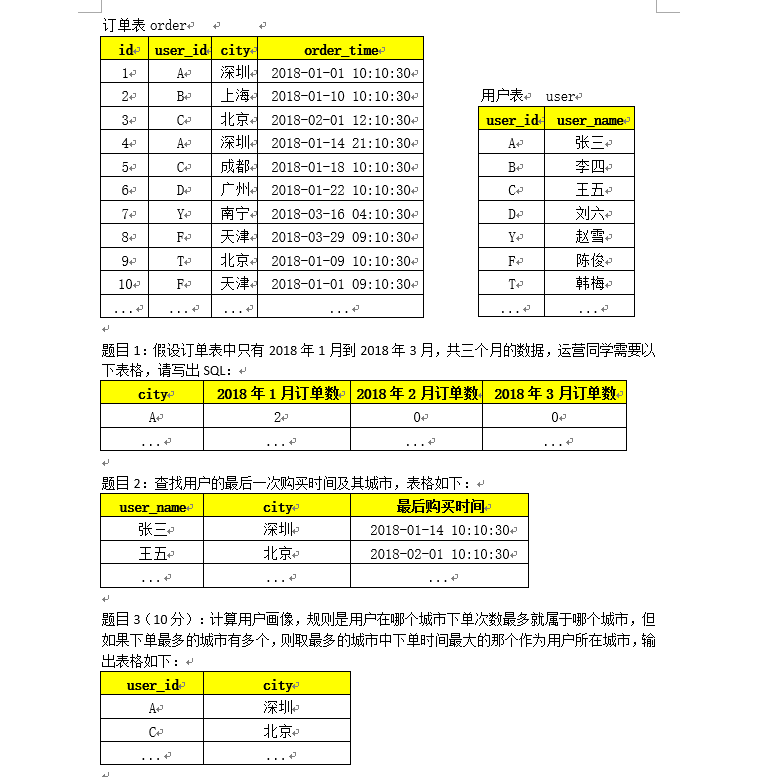 订单表 order
id user_id city order_time
1 A 深圳 2018-01-01 10:10:30
2 B 上海 2018-01-10 10:10:30
3 C 北京 2018-02-01 12:10:30
4 A 深圳 2018-01-14 21:10:30
5 C 成都 2018-01-18 10:10:30
6 D 广州 2018-01-22 10:10:30
7 Y 南宁 2018-03-16 04:10:30
8 F 天津 2018-03-29 09:10:30
9 T 北京 2018-01-09 10:10:30
10 F 天津 2018-01-01 09:10:30
... ... ... ...
用户表 user
user_id user_name
A 张三
B 李四
C 王五
D 刘六
Y 赵雪
F 陈俊
T 韩梅
... ...
题目 1：假设订单表中只有 2018 年 1 月到 2018 年 3 月，共三个月的数据，运营同学需要以
下表格，请写出 SQL：
city 2018 年 1 月订单数 2018 年 2 月订单数 2018 年 3 月订单数
A 2 0 0
... ... ... ...
题目 2：查找用户的最后一次购买时间及其城市，表格如下：
user_name city 最后购买时间
张三 深圳 2018-01-14 10:10:30
王五 北京 2018-02-01 10:10:30
... ... ...
题目 3（10 分）：计算用户画像，规则是用户在哪个城市下单次数最多就属于哪个城市，但
如果下单最多的城市有多个，则取最多的城市中下单时间最大的那个作为用户所在城市，输
出表格如下：
user_id city
A 深圳
C 北京
... ...